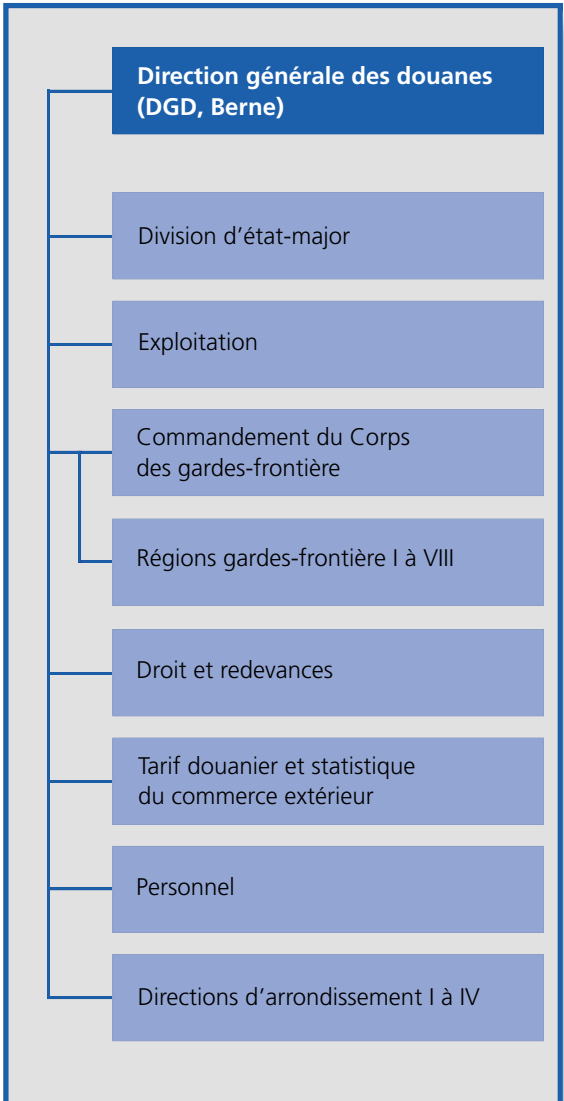 Direction générale des douanes
(DGD, Berne)
Division d’état-major
Exploitation
Commandement du Corps
des gardes-frontière
Régions gardes-frontière I à VIII
Droit et redevances
Tarif douanier et statistique
du commerce extérieur
Personnel
Directions d’arrondissement I à IV